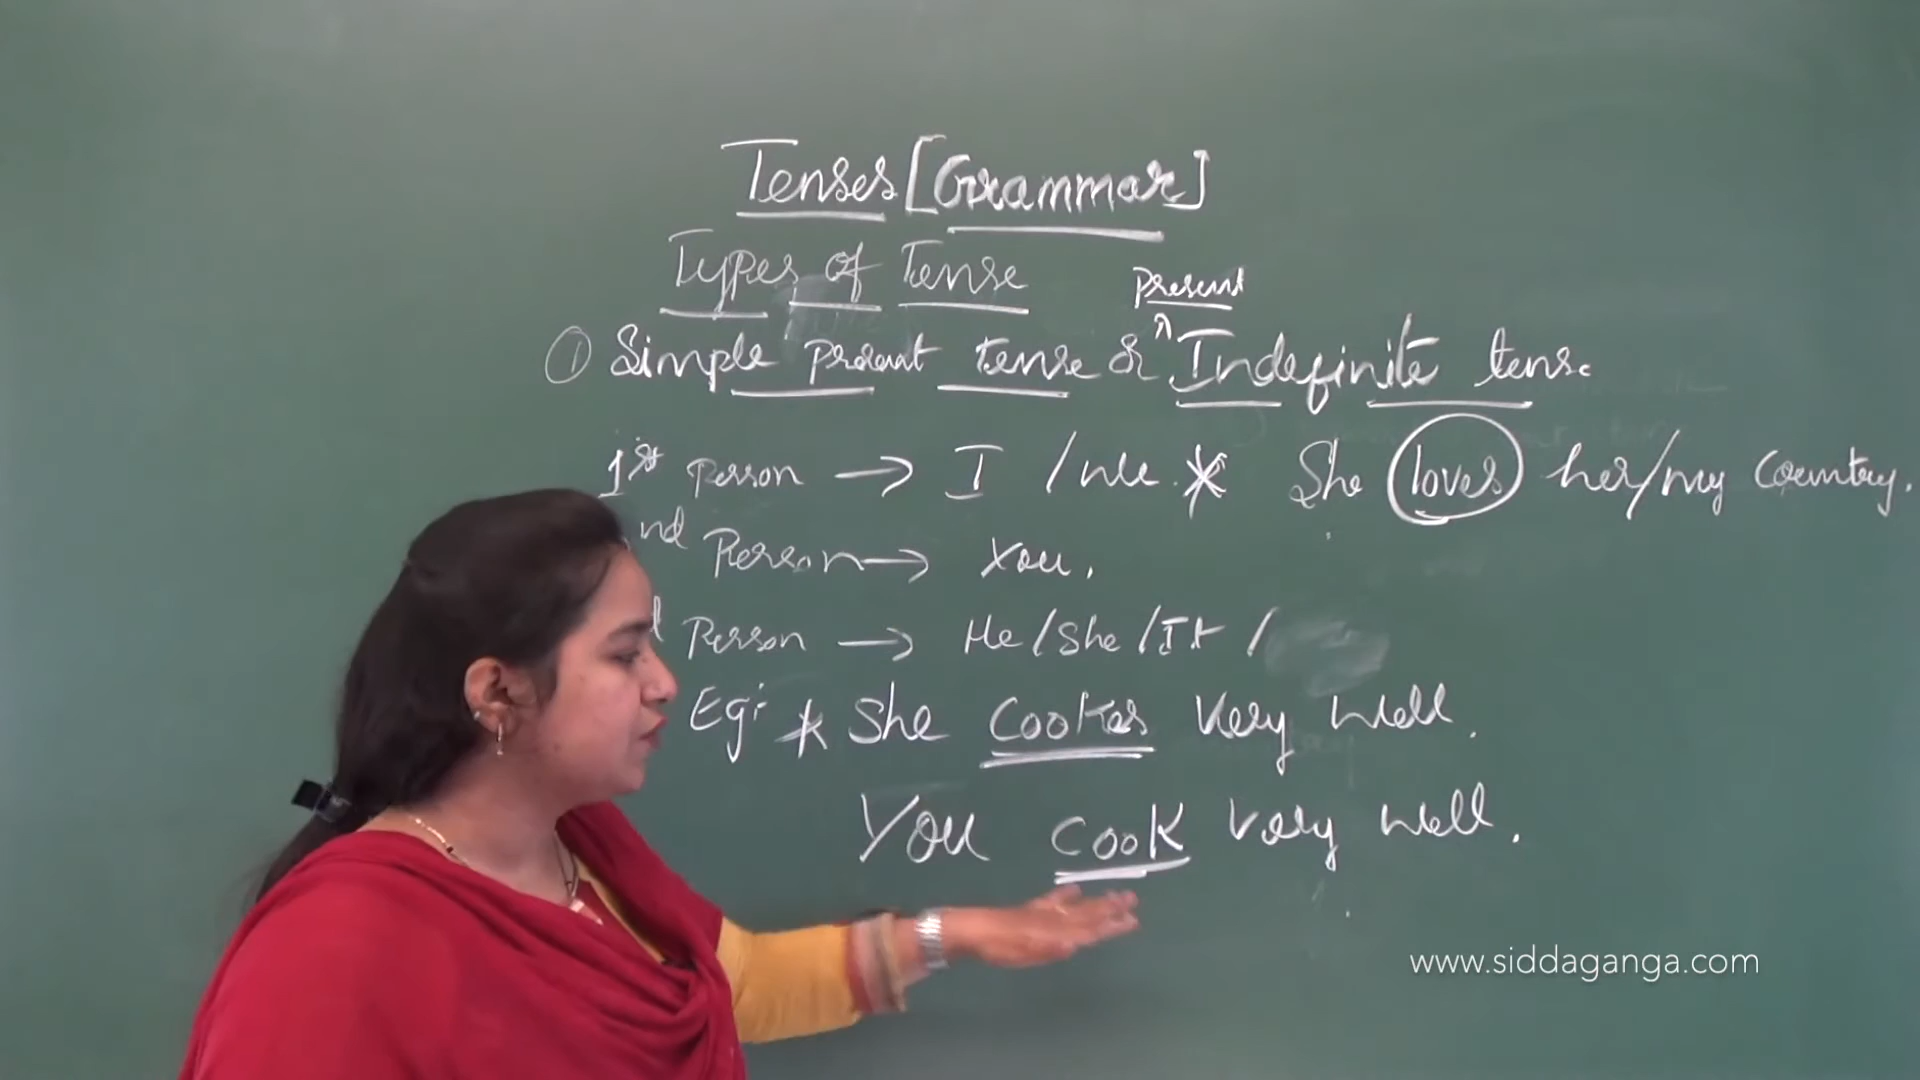 Tenses [Grammar]
Types of Tense
Present
① Simple present tense & ^ Indefinite tense
1st Person → I / we. * She loves her/my Country.
nd Person → You.
d Person → He / She / It /
Eg:- * She cookes very well.
You cook very well.
www.siddaganga.com